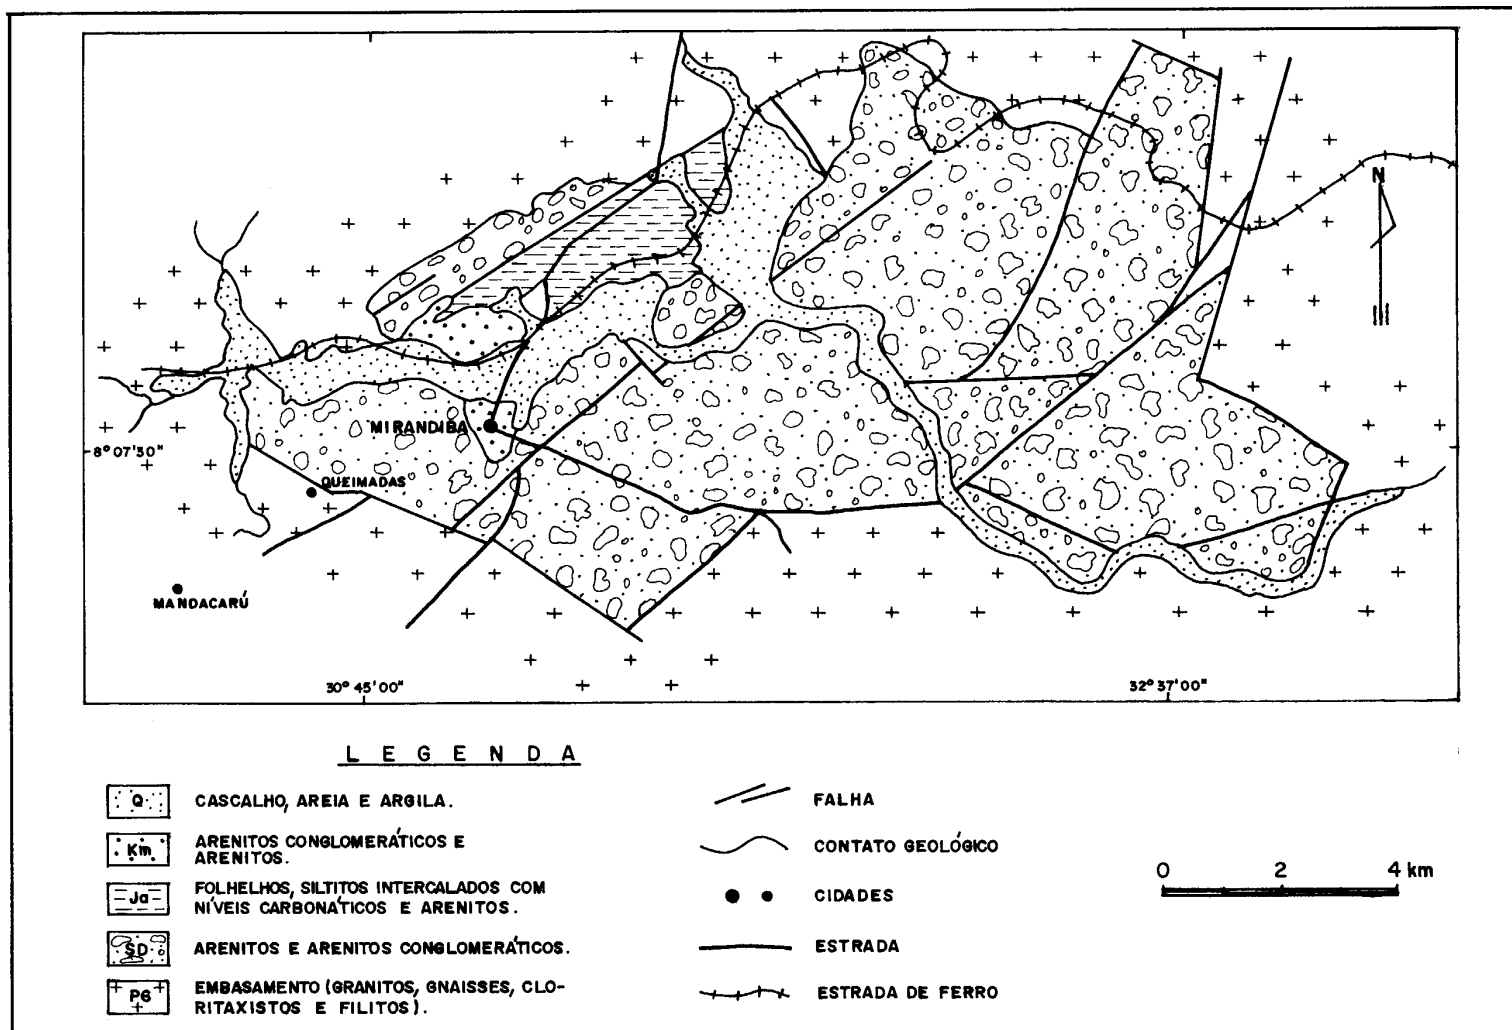 N
MIRANDIBA
8° 07'30"
QUEIMADAS
MANDACARÚ
30° 45'00"
32° 37'00"
LEGENDA
Q
CASCALHO, AREIA E ARGILA.
Km
ARENITOS CONGLOMERÁTICOS E
ARENITOS.
Ja
FOLHELHOS, SILTITOS INTERCALADOS COM
NÍVEIS CARBONÁTICOS E ARENITOS.
SD
ARENITOS E ARENITOS CONGLOMERÁTICOS.
P6
EMBASAMENTO (GRANITOS, GNAISSES, CLO-
RITAXISTOS E FILITOS).
FALHA
CONTATO GEOLÓGICO
CIDADES
ESTRADA
ESTRADA DE FERRO
0 2 4 km